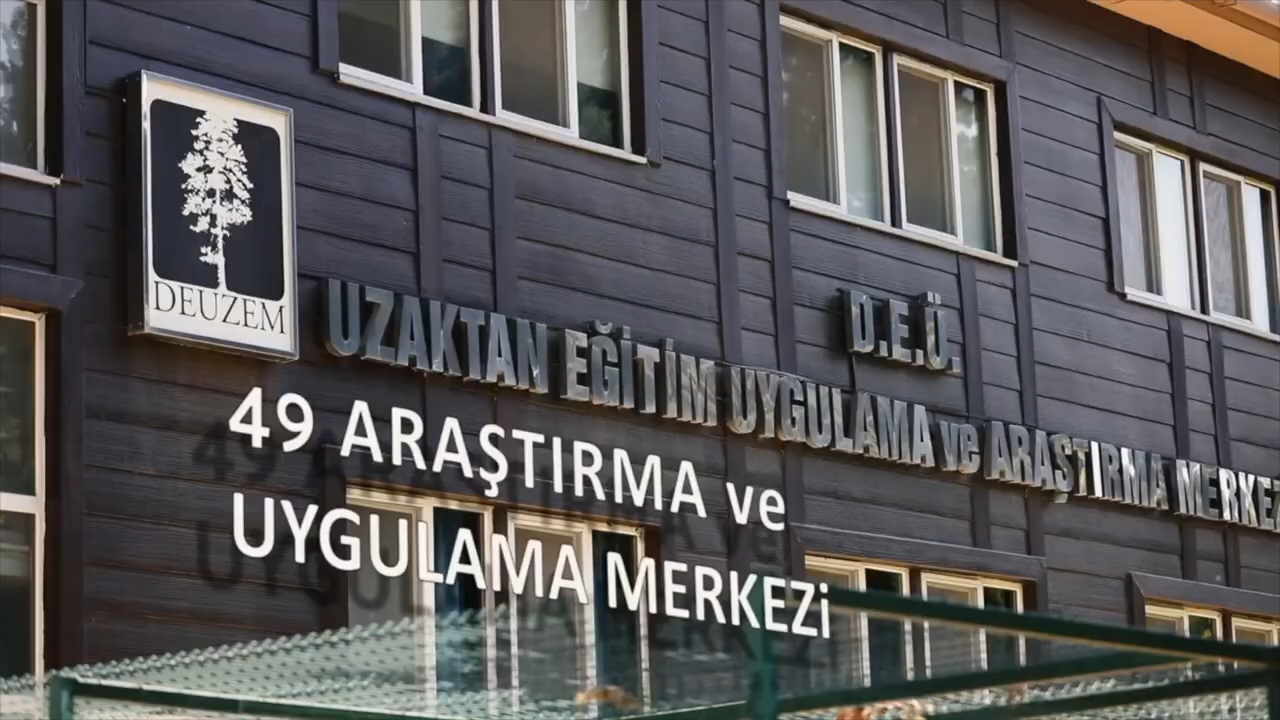 DEUZEM
D.E.Ü.
UZAKTAN EĞİTİM UYGULAMA ve ARAŞTIRMA MERKEZ
49 ARAŞTIRMA ve
UYGULAMA MERKEZi